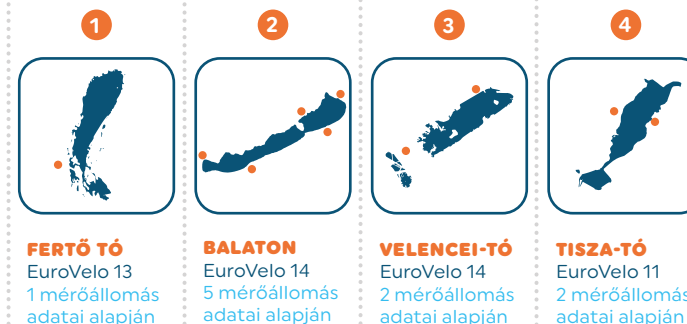 1
FERTŐ TÓ
EuroVelo 13
1 mérőállomás
adatai alapján
2
BALATON
EuroVelo 14
5 mérőállomás
adatai alapján
3
VELENCEI-TÓ
EuroVelo 14
2 mérőállomás
adatai alapján
4
TISZA-TÓ
EuroVelo 11
2 mérőállomás
adatai alapján